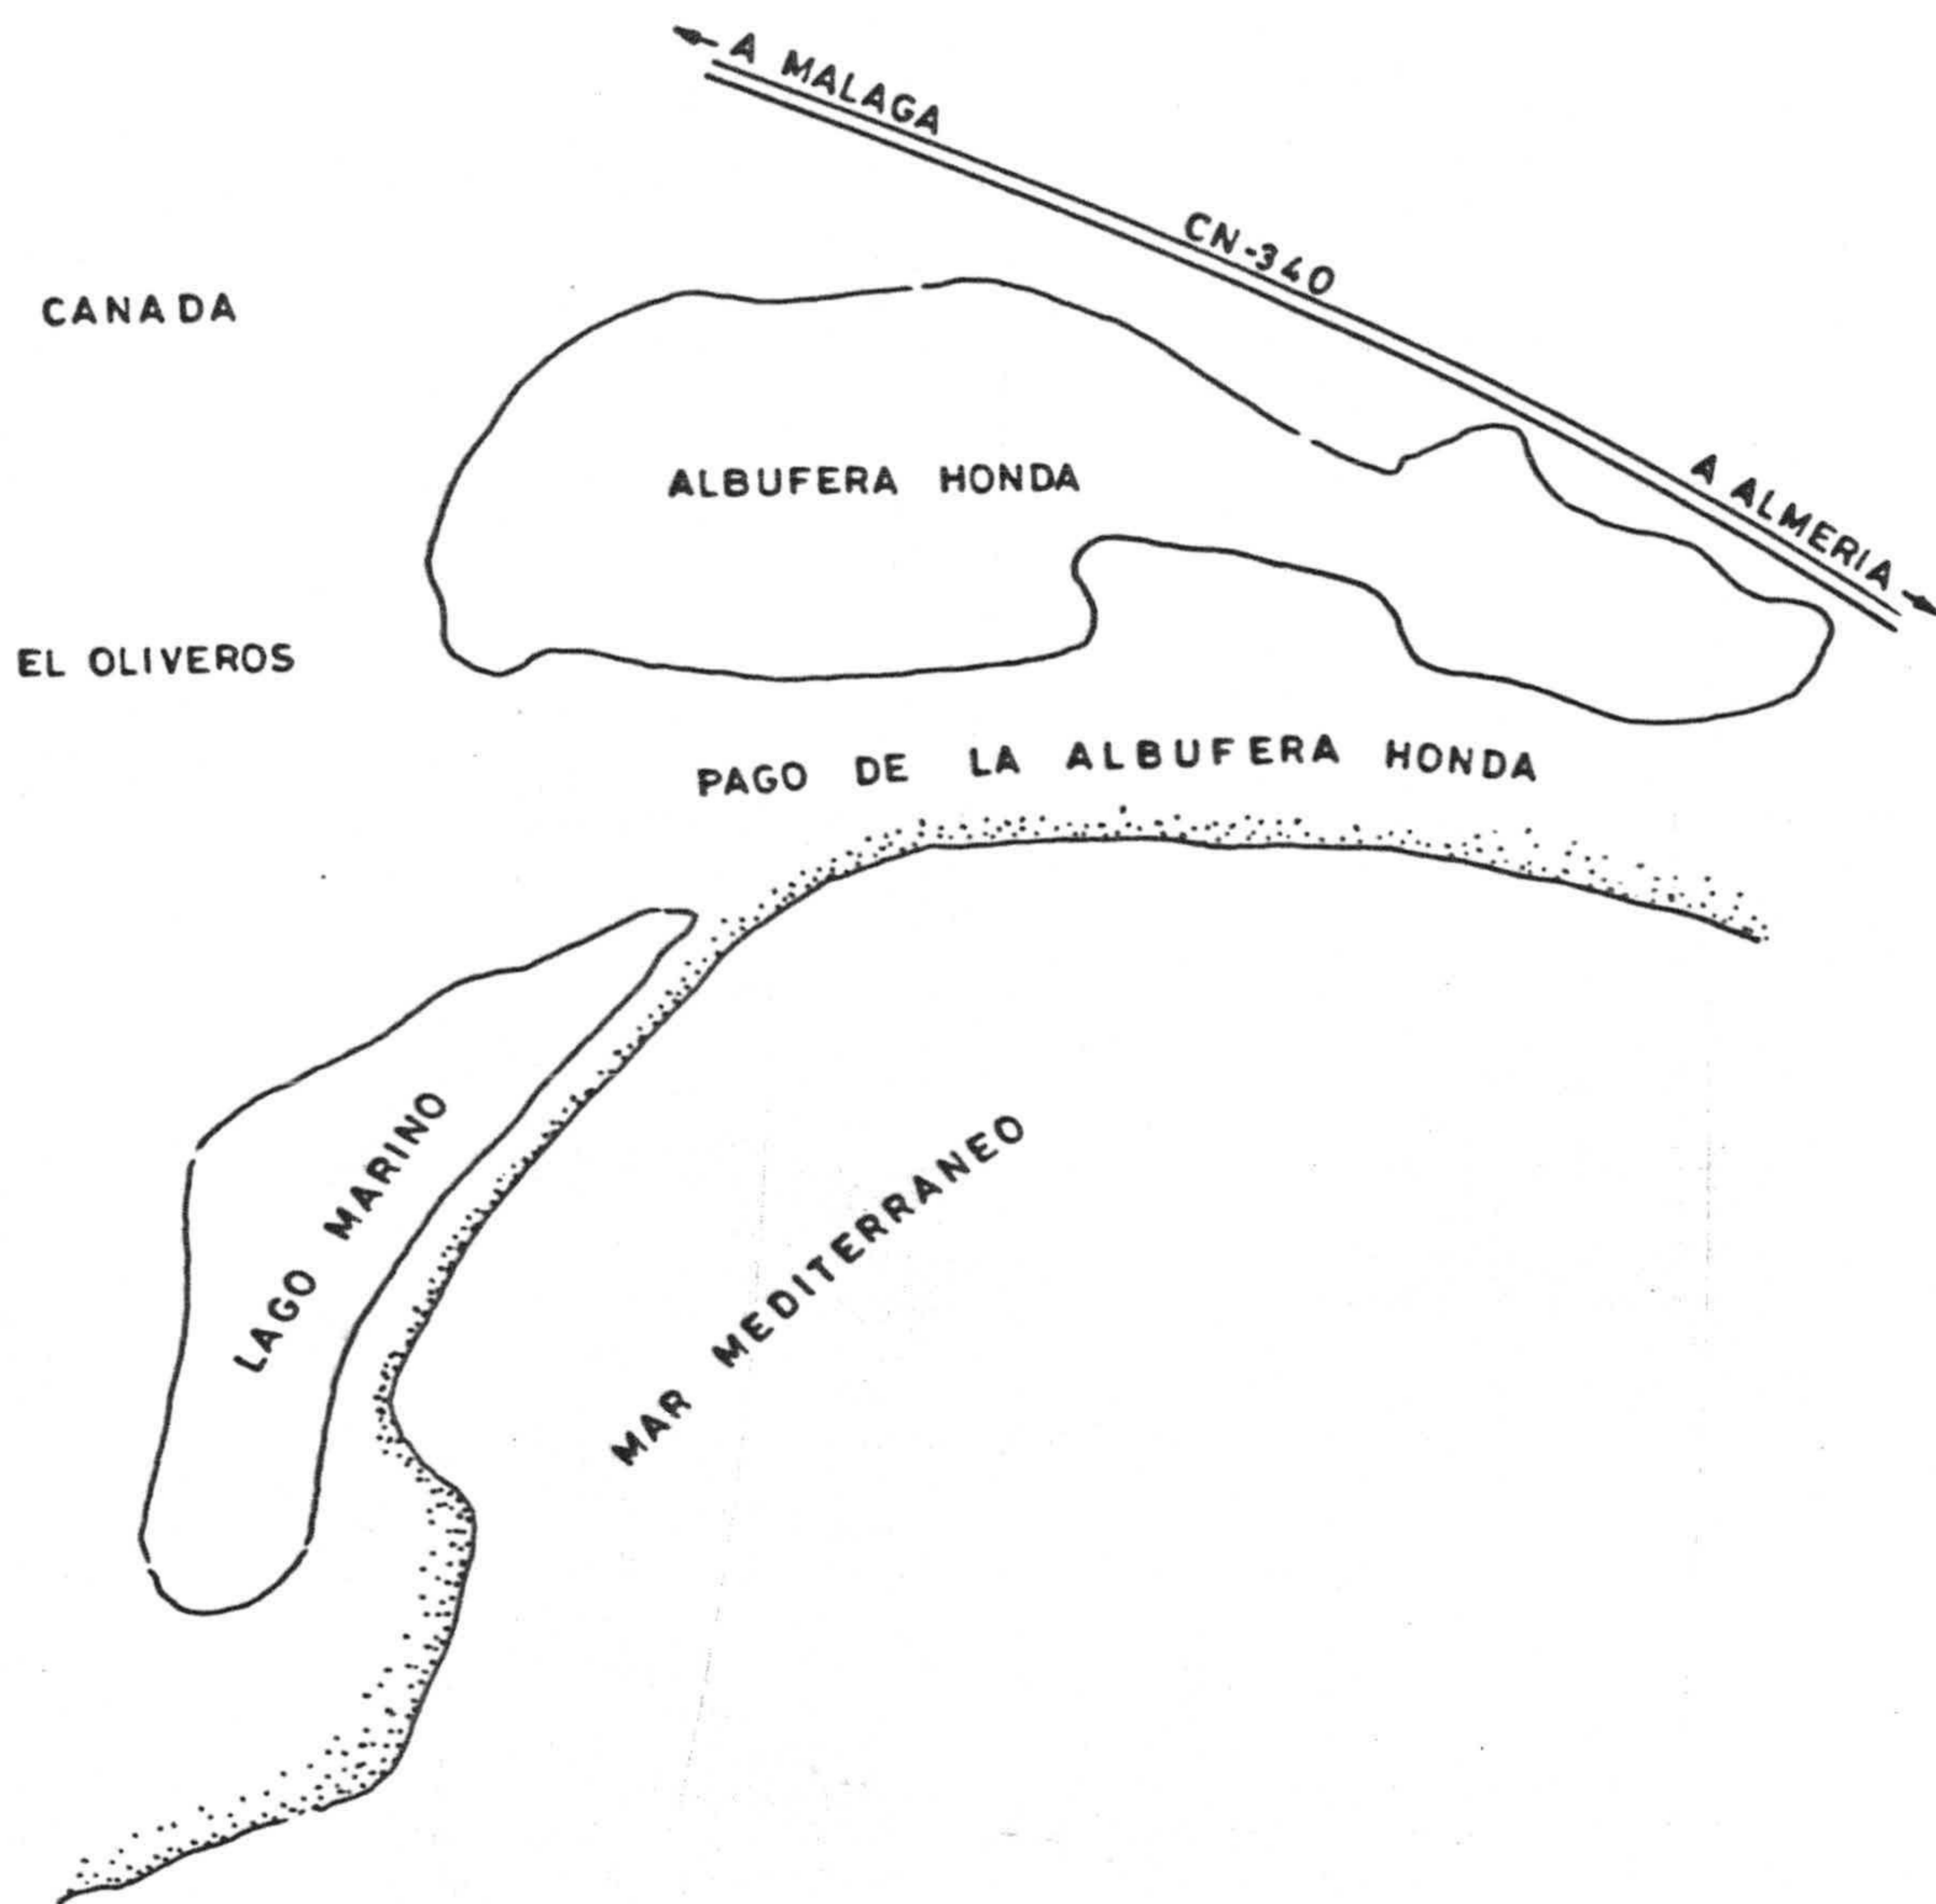 A MALAGA
CN-340
CANADA
ALBUFERA HONDA
A ALMERIA
EL OLIVEROS
PAGO DE LA ALBUFERA HONDA
LAGO MARINO
MAR MEDITERRANEO